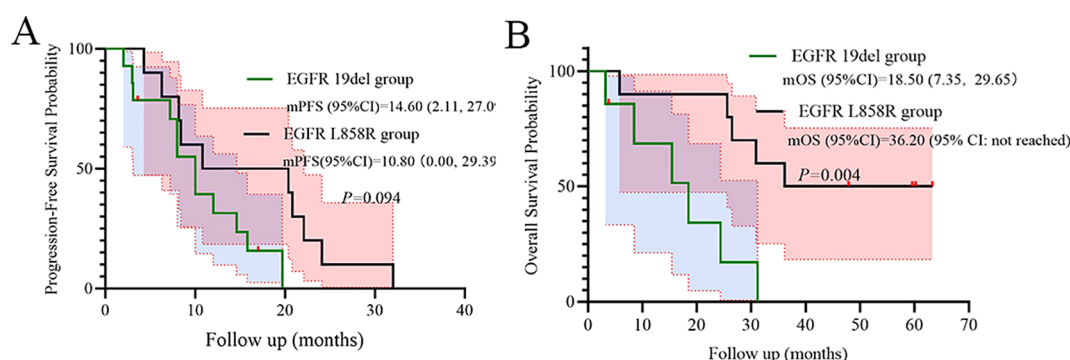 A
Progression-Free Survival Probability
100
50
0
EGFR 19del group
mPFS (95%CI)=14.60 (2.11, 27.0
EGFR L858R group
mPFS(95%CI)=10.80 (0.00, 29.39
P=0.094
0 10 20 30 40
Follow up (months)
B
Overall Survival Probability
100
50
0
EGFR 19del group
mOS (95%CI)=18.50 (7.35, 29.65)
EGFR L858R group
mOS (95%CI)=36.20 (95% CI: not reached)
P=0.004
0 10 20 30 40 50 60 70
Follow up (months)